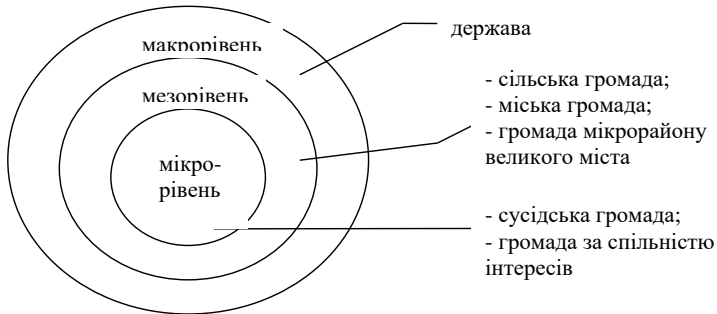 макрорівень
держава
мезорівень
- сільська громада;
- міська громада;
- громада мікрорайону
великого міста
мікро-
рівень
- сусідська громада;
- громада за спільністю
інтересів